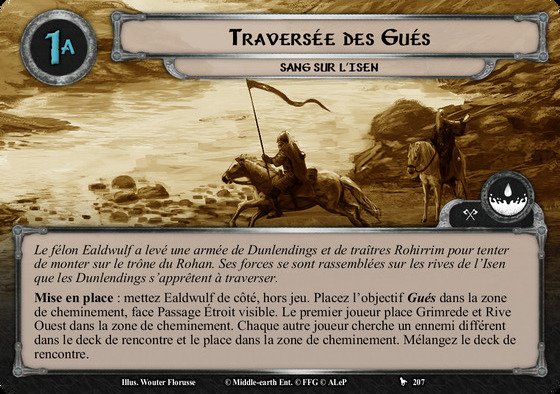 1A
Traversée des Gués
Sang sur l'Isen
Le félon Ealdwulf a levé une armée de Dunlendings et de traîtres Rohirrim pour tenter
de monter sur le trône du Rohan. Ses forces se sont rassemblées sur les rives de l'Isen
que les Dunlendings s'apprêtent à traverser.
Mise en place : mettez Ealdwulf de côté, hors jeu. Placez l'objectif Gués dans la zone
de cheminement, face Passage Étroit visible. Le premier joueur place Grimrede et Rive
Ouest dans la zone de cheminement. Chaque autre joueur cherche un ennemi différent
dans le deck de rencontre et le place dans la zone de cheminement. Mélangez le deck de
rencontre.
Illus. Wouter Florusse © Middle-earth Ent. © FFG © ALeP 207